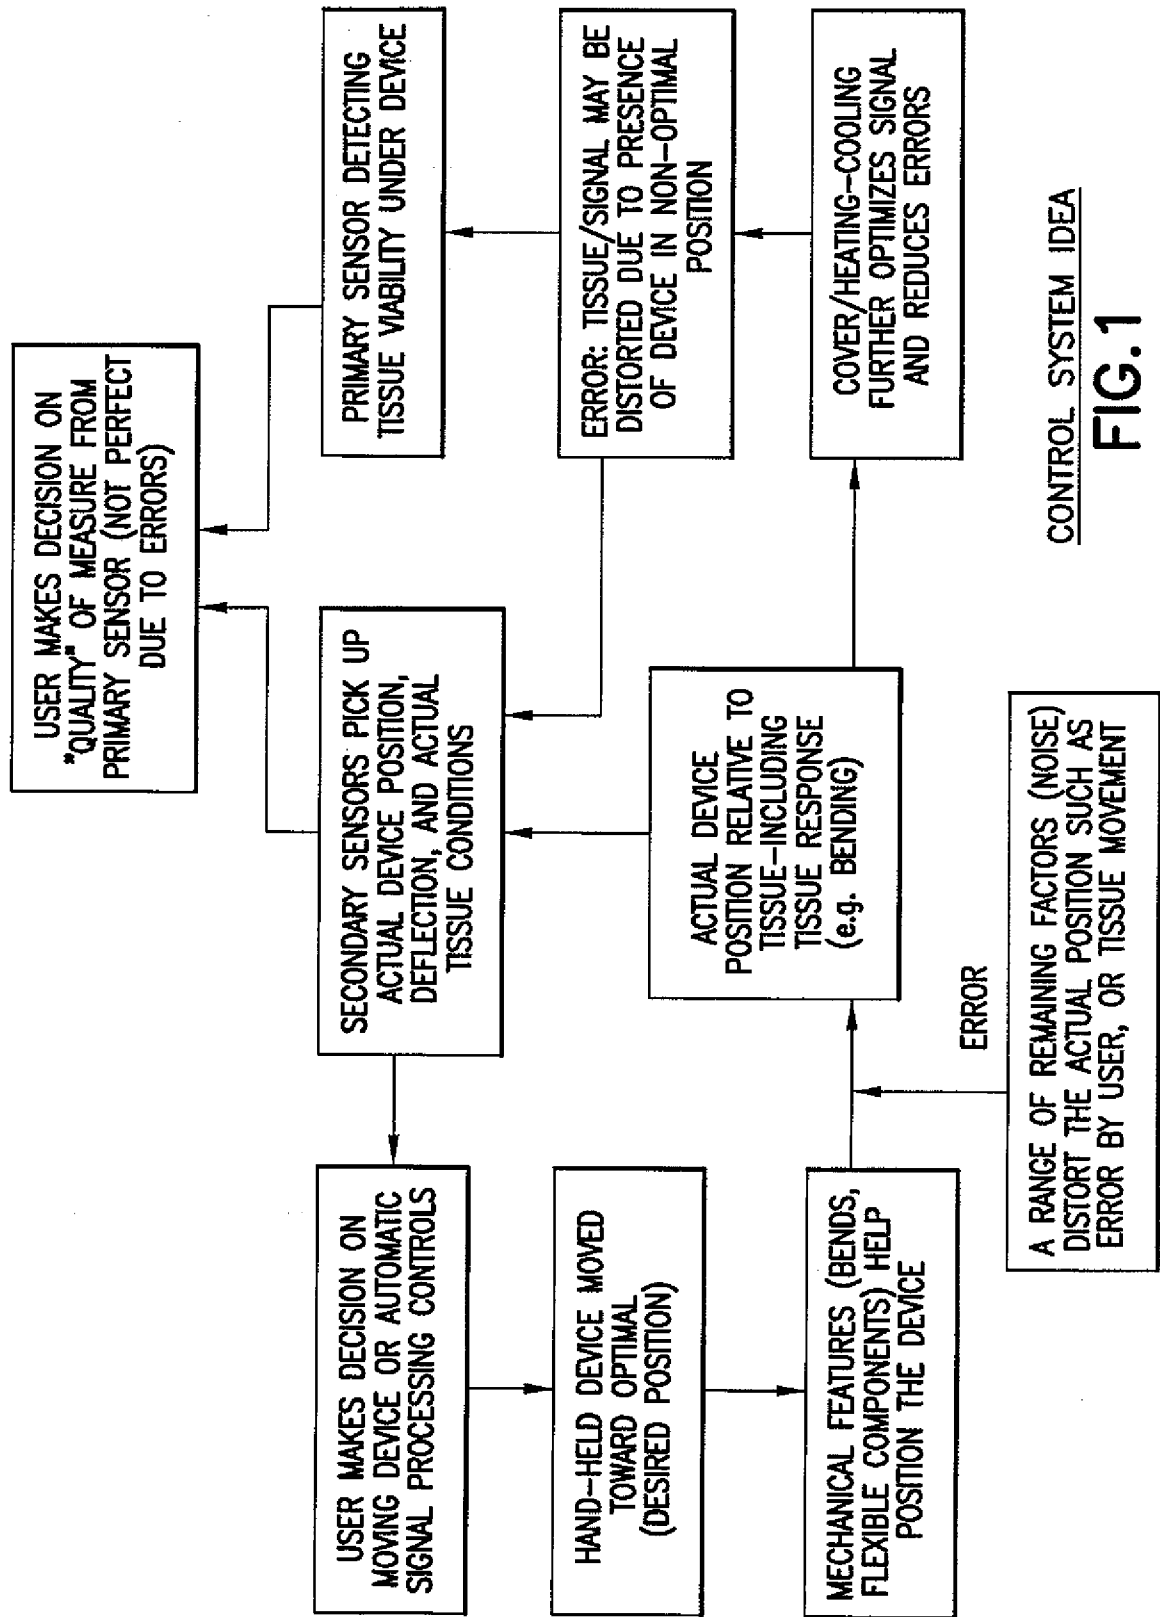 USER MAKES DECISION ON
"QUALITY" OF MEASURE FROM
PRIMARY SENSOR (NOT PERFECT
DUE TO ERRORS)
SECONDARY SENSORS PICK UP
ACTUAL DEVICE POSITION,
DEFLECTION, AND ACTUAL
TISSUE CONDITIONS
PRIMARY SENSOR DETECTING
TISSUE VIABILITY UNDER DEVICE
USER MAKES DECISION ON
MOVING DEVICE OR AUTOMATIC
SIGNAL PROCESSING CONTROLS
HAND-HELD DEVICE MOVED
TOWARD OPTIMAL
(DESIRED POSITION)
ERROR: TISSUE/SIGNAL MAY BE
DISTORTED DUE TO PRESENCE
OF DEVICE IN NON-OPTIMAL
POSITION
MECHANICAL FEATURES (BENDS,
FLEXIBLE COMPONENTS) HELP
POSITION THE DEVICE
ACTUAL DEVICE
POSITION RELATIVE TO
TISSUE-INCLUDING
TISSUE RESPONSE
(e.g. BENDING)
COVER/HEATING-COOLING
FURTHER OPTIMIZES SIGNAL
AND REDUCES ERRORS
ERROR
A RANGE OF REMAINING FACTORS (NOISE)
DISTORT THE ACTUAL POSITION SUCH AS
ERROR BY USER, OR TISSUE MOVEMENT
CONTROL SYSTEM IDEA
FIG.1